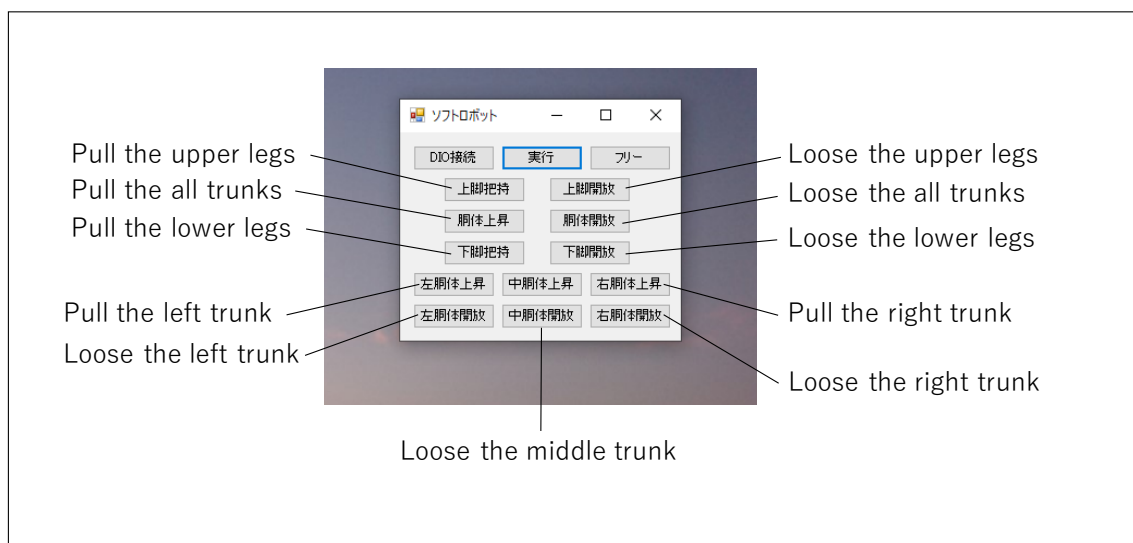 ソフトロボット
DIO接続 実行 フリー
Pull the upper legs 上脚把持 上脚開放 Loose the upper legs
Pull the all trunks 胴体上昇 胴体開放 Loose the all trunks
Pull the lower legs 下脚把持 下脚開放 Loose the lower legs
左胴体上昇 中胴体上昇 右胴体上昇
Pull the left trunk 左胴体開放 中胴体開放 右胴体開放 Pull the right trunk
Loose the left trunk
Loose the right trunk
Loose the middle trunk